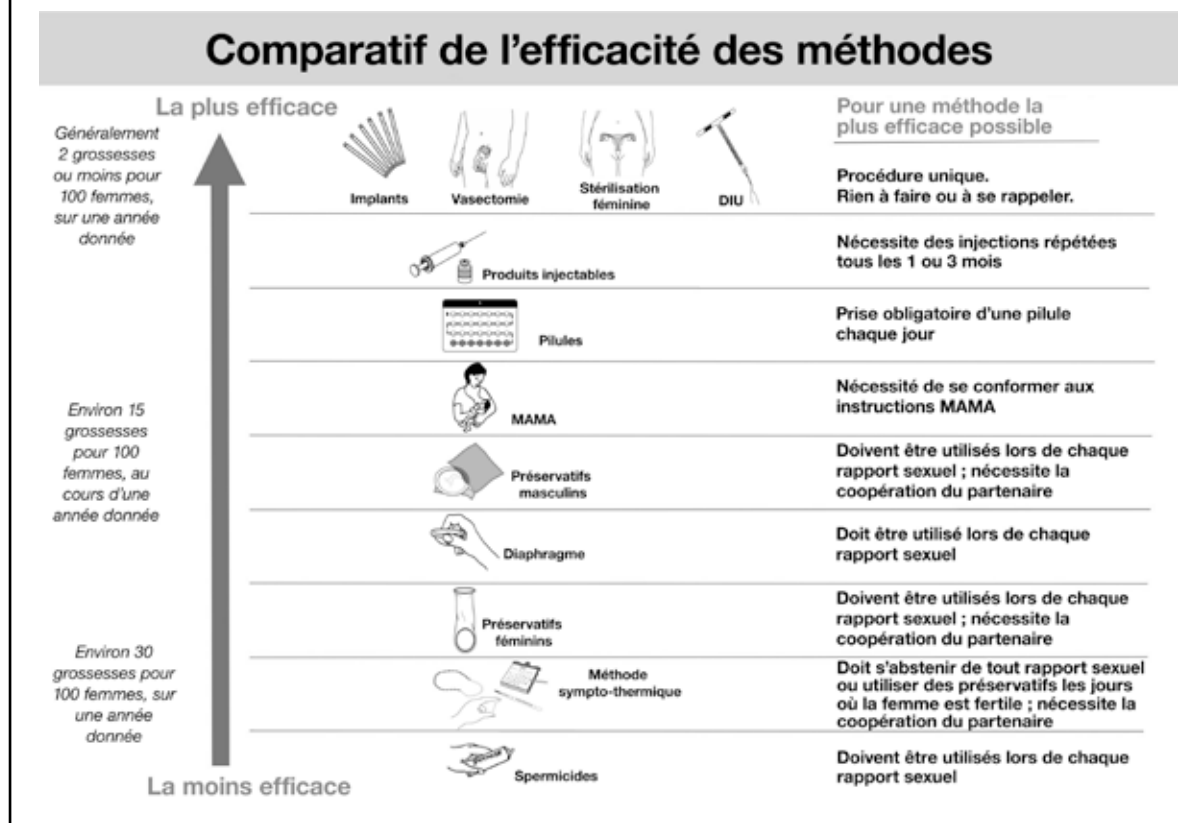 Comparatif de l'efficacité des méthodes
La plus efficace
Généralement
2 grossesses
ou moins pour
100 femmes,
sur une année
donnée
Pour une méthode la
plus efficace possible
Implants
Vasectomie
Stérilisation
féminine
DIU
Procédure unique.
Rien à faire ou à se rappeler.
Produits injectables
Nécessite des injections répétées
tous les 1 ou 3 mois
Pilules
Prise obligatoire d'une pilule
chaque jour
Environ 15
grossesses
pour 100
femmes, au
cours d'une
année donnée
MAMA
Nécessité de se conformer aux
instructions MAMA
Préservatifs
masculins
Doivent être utilisés lors de chaque
rapport sexuel ; nécessite la
coopération du partenaire
Diaphragme
Doit être utilisé lors de chaque
rapport sexuel
Préservatifs
féminins
Doivent être utilisés lors de chaque
rapport sexuel ; nécessite la
coopération du partenaire
Environ 30
grossesses pour
100 femmes, sur
une année
donnée
Méthode
sympto-thermique
Doit s'abstenir de tout rapport sexuel
ou utiliser des préservatifs les jours
où la femme est fertile ; nécessite la
coopération du partenaire
Spermicides
Doivent être utilisés lors de chaque
rapport sexuel
La moins efficace